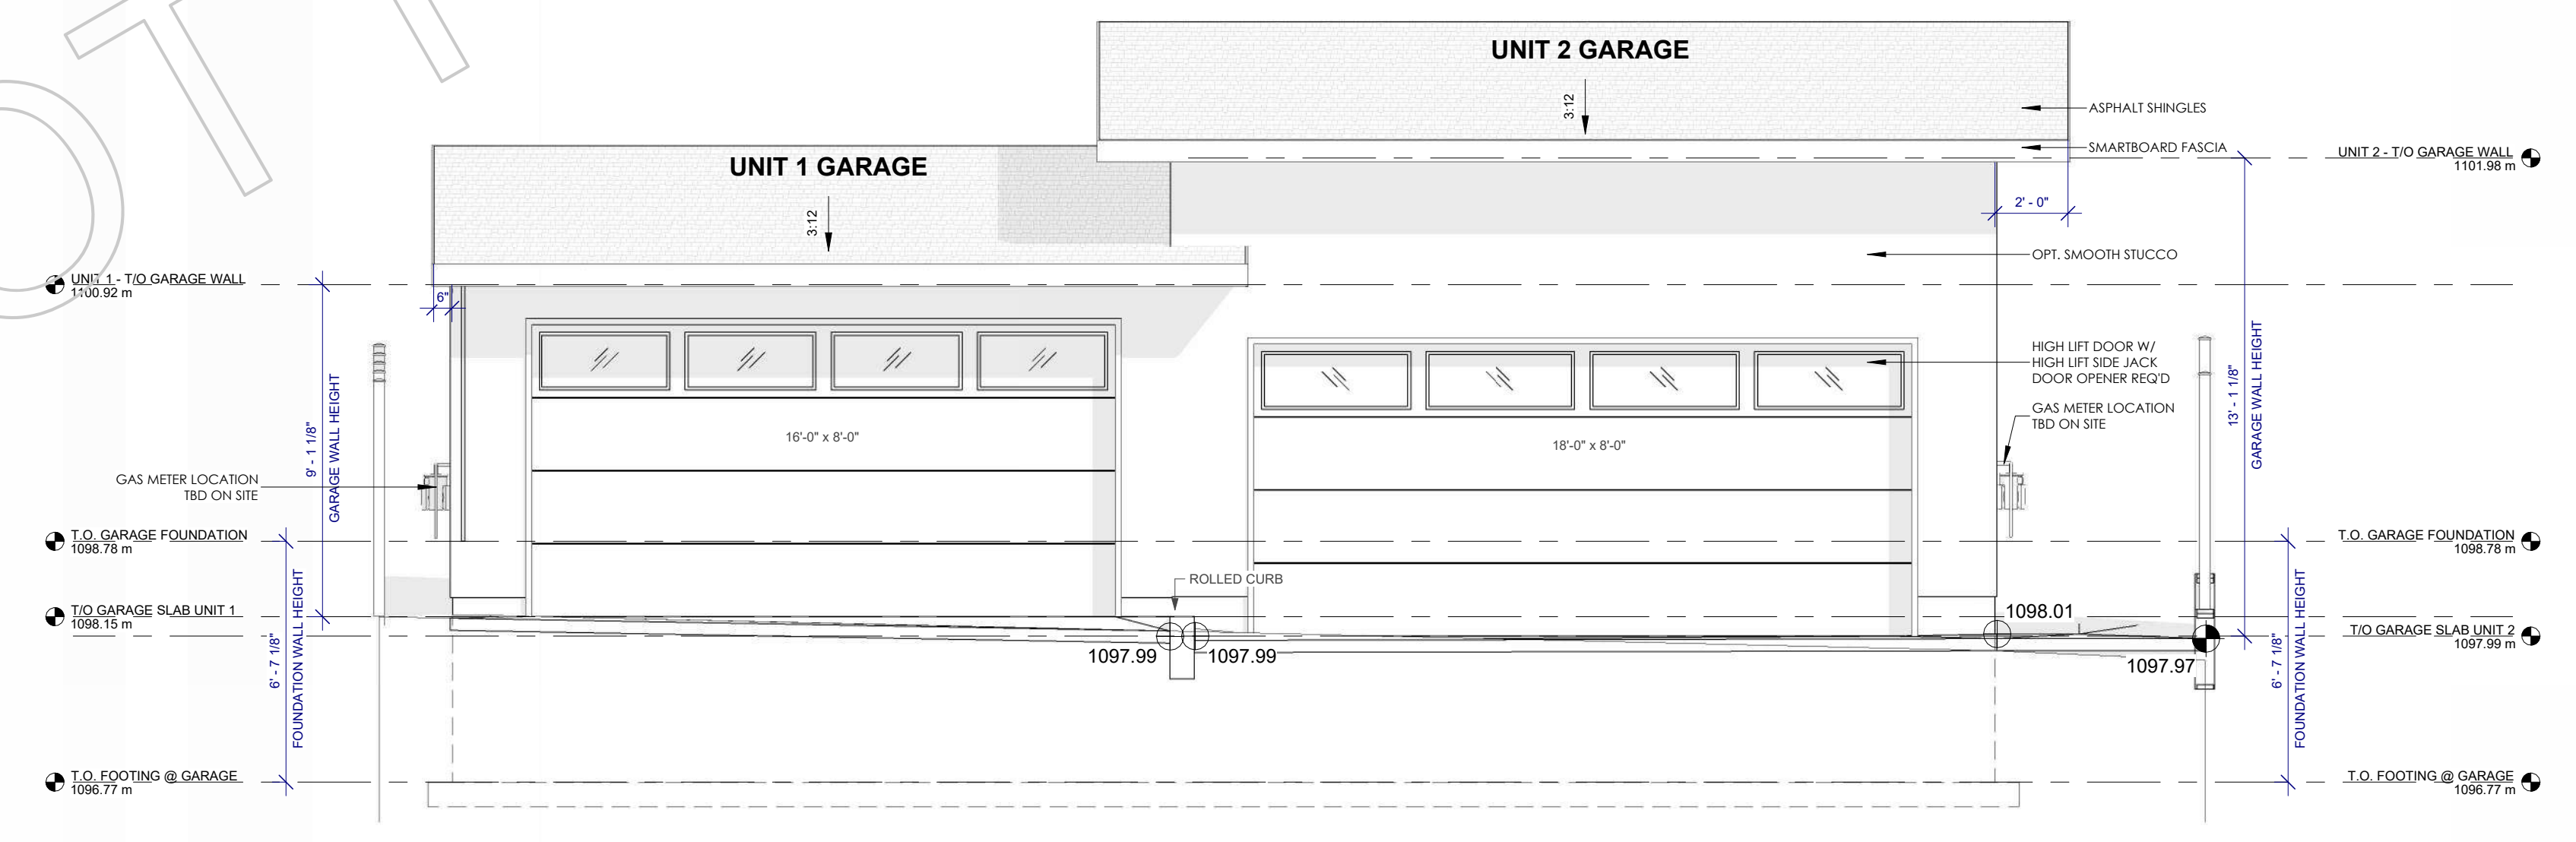 UNIT 2 GARAGE
3:12
ASPHALT SHINGLES
SMARTBOARD FASCIA
UNIT 2 - T/O GARAGE WALL
1101.98 m
UNIT 1 GARAGE
3:12
2' - 0"
OPT. SMOOTH STUCCO
UNIT 1 - T/O GARAGE WALL
1100.92 m
6"
9' - 1 1/8"
GARAGE WALL HEIGHT
13' - 1 1/8"
GARAGE WALL HEIGHT
HIGH LIFT DOOR W/
HIGH LIFT SIDE JACK
DOOR OPENER REQ'D
GAS METER LOCATION
TBD ON SITE
16'-0" x 8'-0"
18'-0" x 8'-0"
GAS METER LOCATION
TBD ON SITE
T.O. GARAGE FOUNDATION
1098.78 m
T.O. GARAGE FOUNDATION
1098.78 m
ROLLED CURB
T/O GARAGE SLAB UNIT 1
1098.15 m
1098.01
T/O GARAGE SLAB UNIT 2
1097.99 m
1097.99
1097.99
1097.97
6' - 7 1/8"
FOUNDATION WALL HEIGHT
6' - 7 1/8"
FOUNDATION WALL HEIGHT
T.O. FOOTING @ GARAGE
1096.77 m
T.O. FOOTING @ GARAGE
1096.77 m